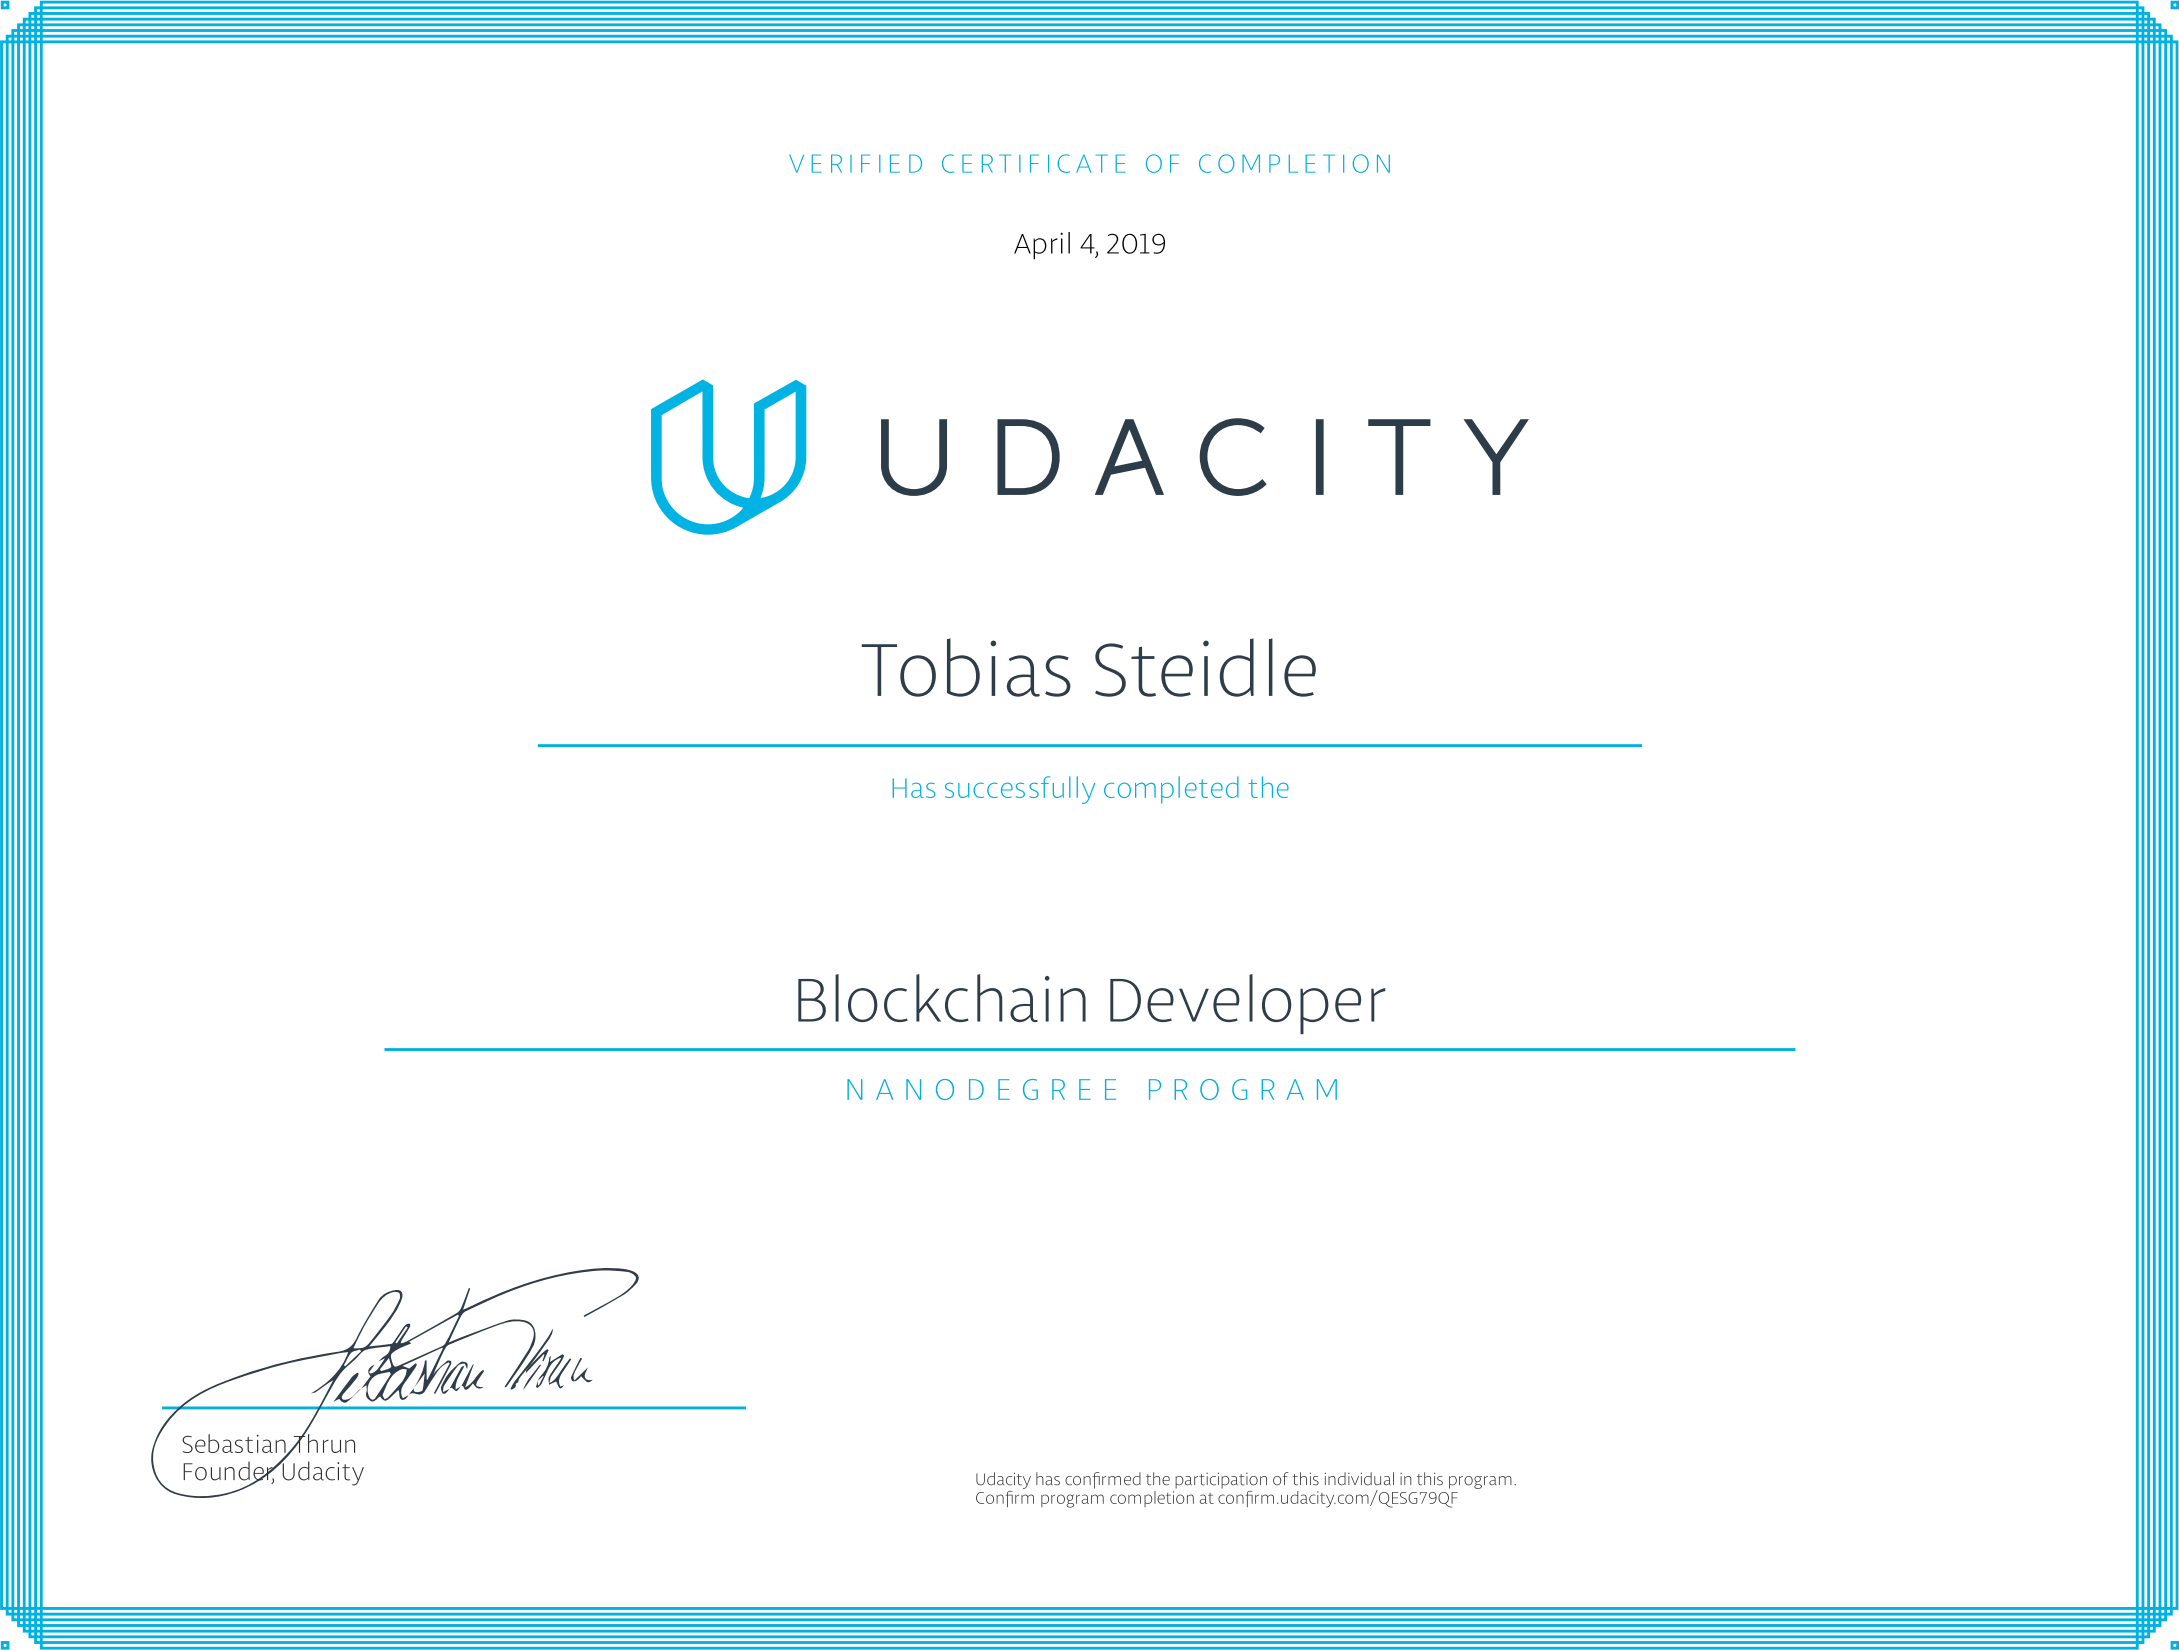 VERIFIED CERTIFICATE OF COMPLETION
April 4, 2019
UDACITY
Tobias Steidle
Has successfully completed the
Blockchain Developer
NANODEGREE PROGRAM
Sebastian Thrun
Sebastian Thrun
Founder, Udacity
Udacity has confirmed the participation of this individual in this program.
Confirm program completion at confirm.udacity.com/QESG79QF